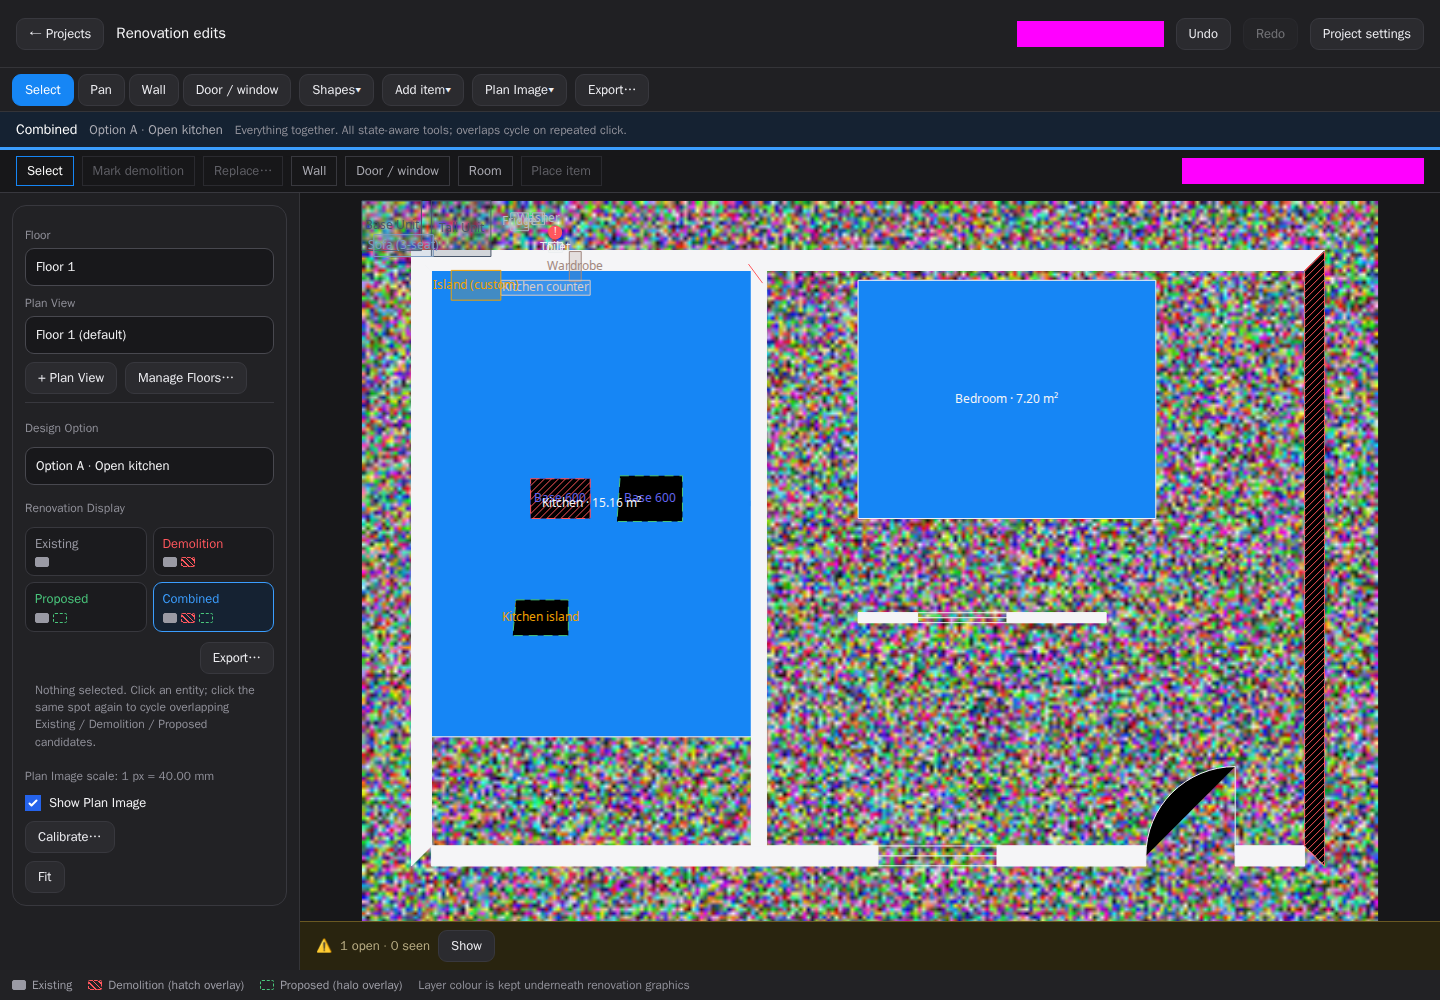 ← Projects
Renovation edits
Undo
Redo
Project settings
Select
Pan
Wall
Door / window
Shapes▾
Add item▾
Plan Image▾
Export⋯
Combined
Option A · Open kitchen
Everything together. All state-aware tools; overlaps cycle on repeated click.
Select
Mark demolition
Replace⋯
Wall
Door / window
Room
Place item
Floor
Floor 1
Plan View
Floor 1 (default)
+ Plan View
Manage Floors⋯
Design Option
Option A · Open kitchen
Renovation Display
Existing
Demolition
Proposed
Combined
Export⋯
Nothing selected. Click an entity; click the
same spot again to cycle overlapping
Existing / Demolition / Proposed
candidates.
Plan Image scale: 1 px = 40.00 mm
Show Plan Image
Calibrate⋯
Fit
Base Unit
Washer
Toilet
Wardrobe
Kitchen counter
Bedroom · 7.20 m²
Base 600
Base 600
Kitchen · 15.16 m²
Kitchen island
⚠️ 1 open · 0 seen
Show
Existing
Demolition (hatch overlay)
Proposed (halo overlay)
Layer colour is kept underneath renovation graphics